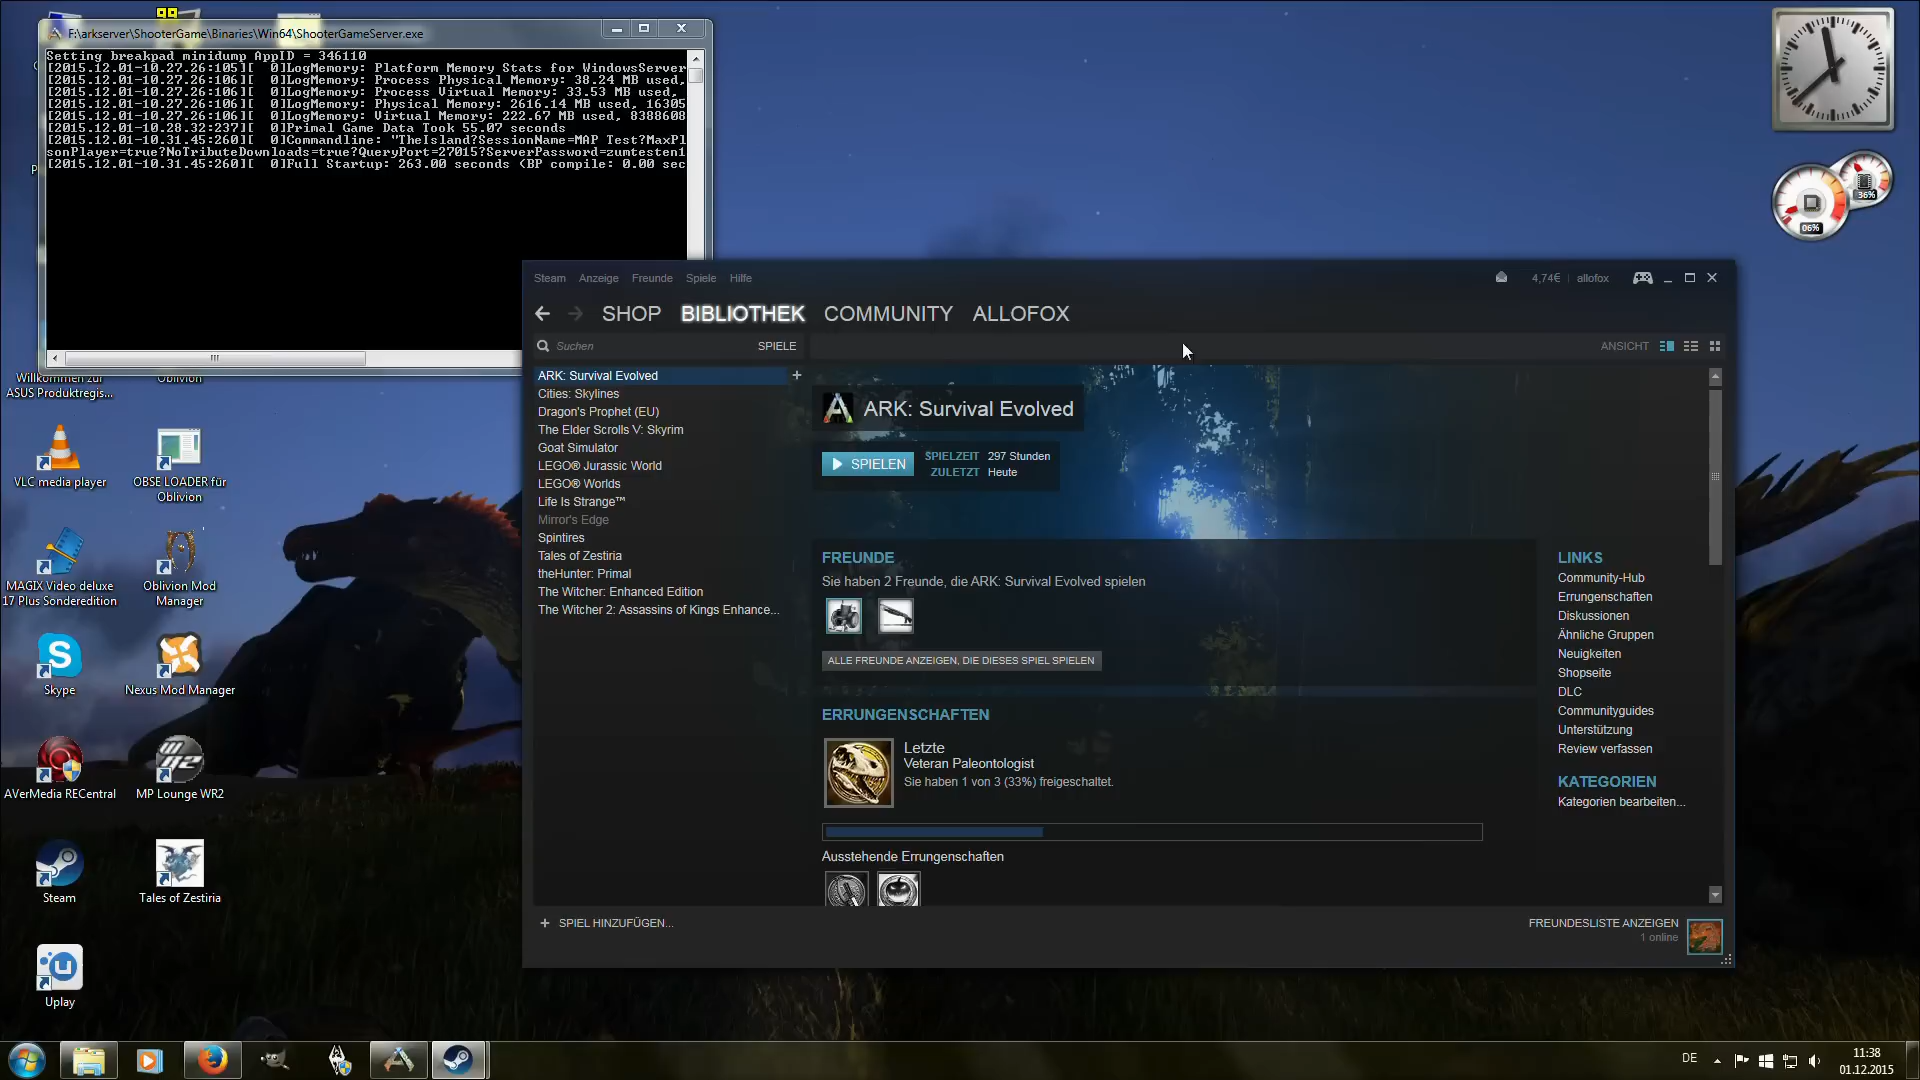 F:\arkserver\ShooterGame\Binaries\Win64\ShooterGameServer.exe
Setting breakpad minidump AppID = 346110
[2015.12.01-10.27.26:105][  0]LogMemory: Platform Memory Stats for WindowsServer
[2015.12.01-10.27.26:106][  0]LogMemory: Process Physical Memory: 38.24 MB used,
[2015.12.01-10.27.26:106][  0]LogMemory: Process Virtual Memory: 33.53 MB used,
[2015.12.01-10.27.26:106][  0]LogMemory: Physical Memory: 2616.14 MB used, 16305
[2015.12.01-10.27.26:106][  0]LogMemory: Virtual Memory: 222.67 MB used, 8388608
[2015.12.01-10.28.32:237][  0]Primal Game Data Took 55.07 seconds
[2015.12.01-10.31.45:260][  0]Commandline: "TheIsland?SessionName=MAP Test?MaxPl
sonPlayer=true?NoTributeDownloads=true?QueryPort=27015?ServerPassword=zumtesten1
[2015.12.01-10.31.45:260][  0]Full Startup: 263.00 seconds (BP compile: 0.00 sec
99
36%
06%
Steam Anzeige Freunde Spiele Hilfe
4,74€ allofox
SHOP BIBLIOTHEK COMMUNITY ALLOFOX
Suchen
SPIELE
ANSICHT
ARK: Survival Evolved
Cities: Skylines
Dragon's Prophet (EU)
The Elder Scrolls V: Skyrim
Goat Simulator
LEGO® Jurassic World
LEGO® Worlds
Life Is Strange™
Mirror's Edge
Spintires
Tales of Zestiria
theHunter: Primal
The Witcher: Enhanced Edition
The Witcher 2: Assassins of Kings Enhance...
ARK: Survival Evolved
SPIELEN
SPIELZEIT 297 Stunden
ZULETZT Heute
FREUNDE
Sie haben 2 Freunde, die ARK: Survival Evolved spielen
ALLE FREUNDE ANZEIGEN, DIE DIESES SPIEL SPIELEN
ERRUNGENSCHAFTEN
Letzte
Veteran Paleontologist
Sie haben 1 von 3 (33%) freigeschaltet.
Ausstehende Errungenschaften
LINKS
Community-Hub
Errungenschaften
Diskussionen
Ähnliche Gruppen
Neuigkeiten
Shopseite
DLC
Communityguides
Unterstützung
Review verfassen
KATEGORIEN
Kategorien bearbeiten...
+ SPIEL HINZUFÜGEN...
FREUNDESLISTE ANZEIGEN
1 online
Willkommen zur
ASUS Produktregis...
Oblivion
VLC media player
OBSE LOADER für
Oblivion
MAGIX Video deluxe
17 Plus Sonderedition
Oblivion Mod
Manager
Skype
Nexus Mod Manager
AVerMedia RECentral
MP Lounge WR2
Steam
Tales of Zestiria
Uplay
DE
11:38
01.12.2015